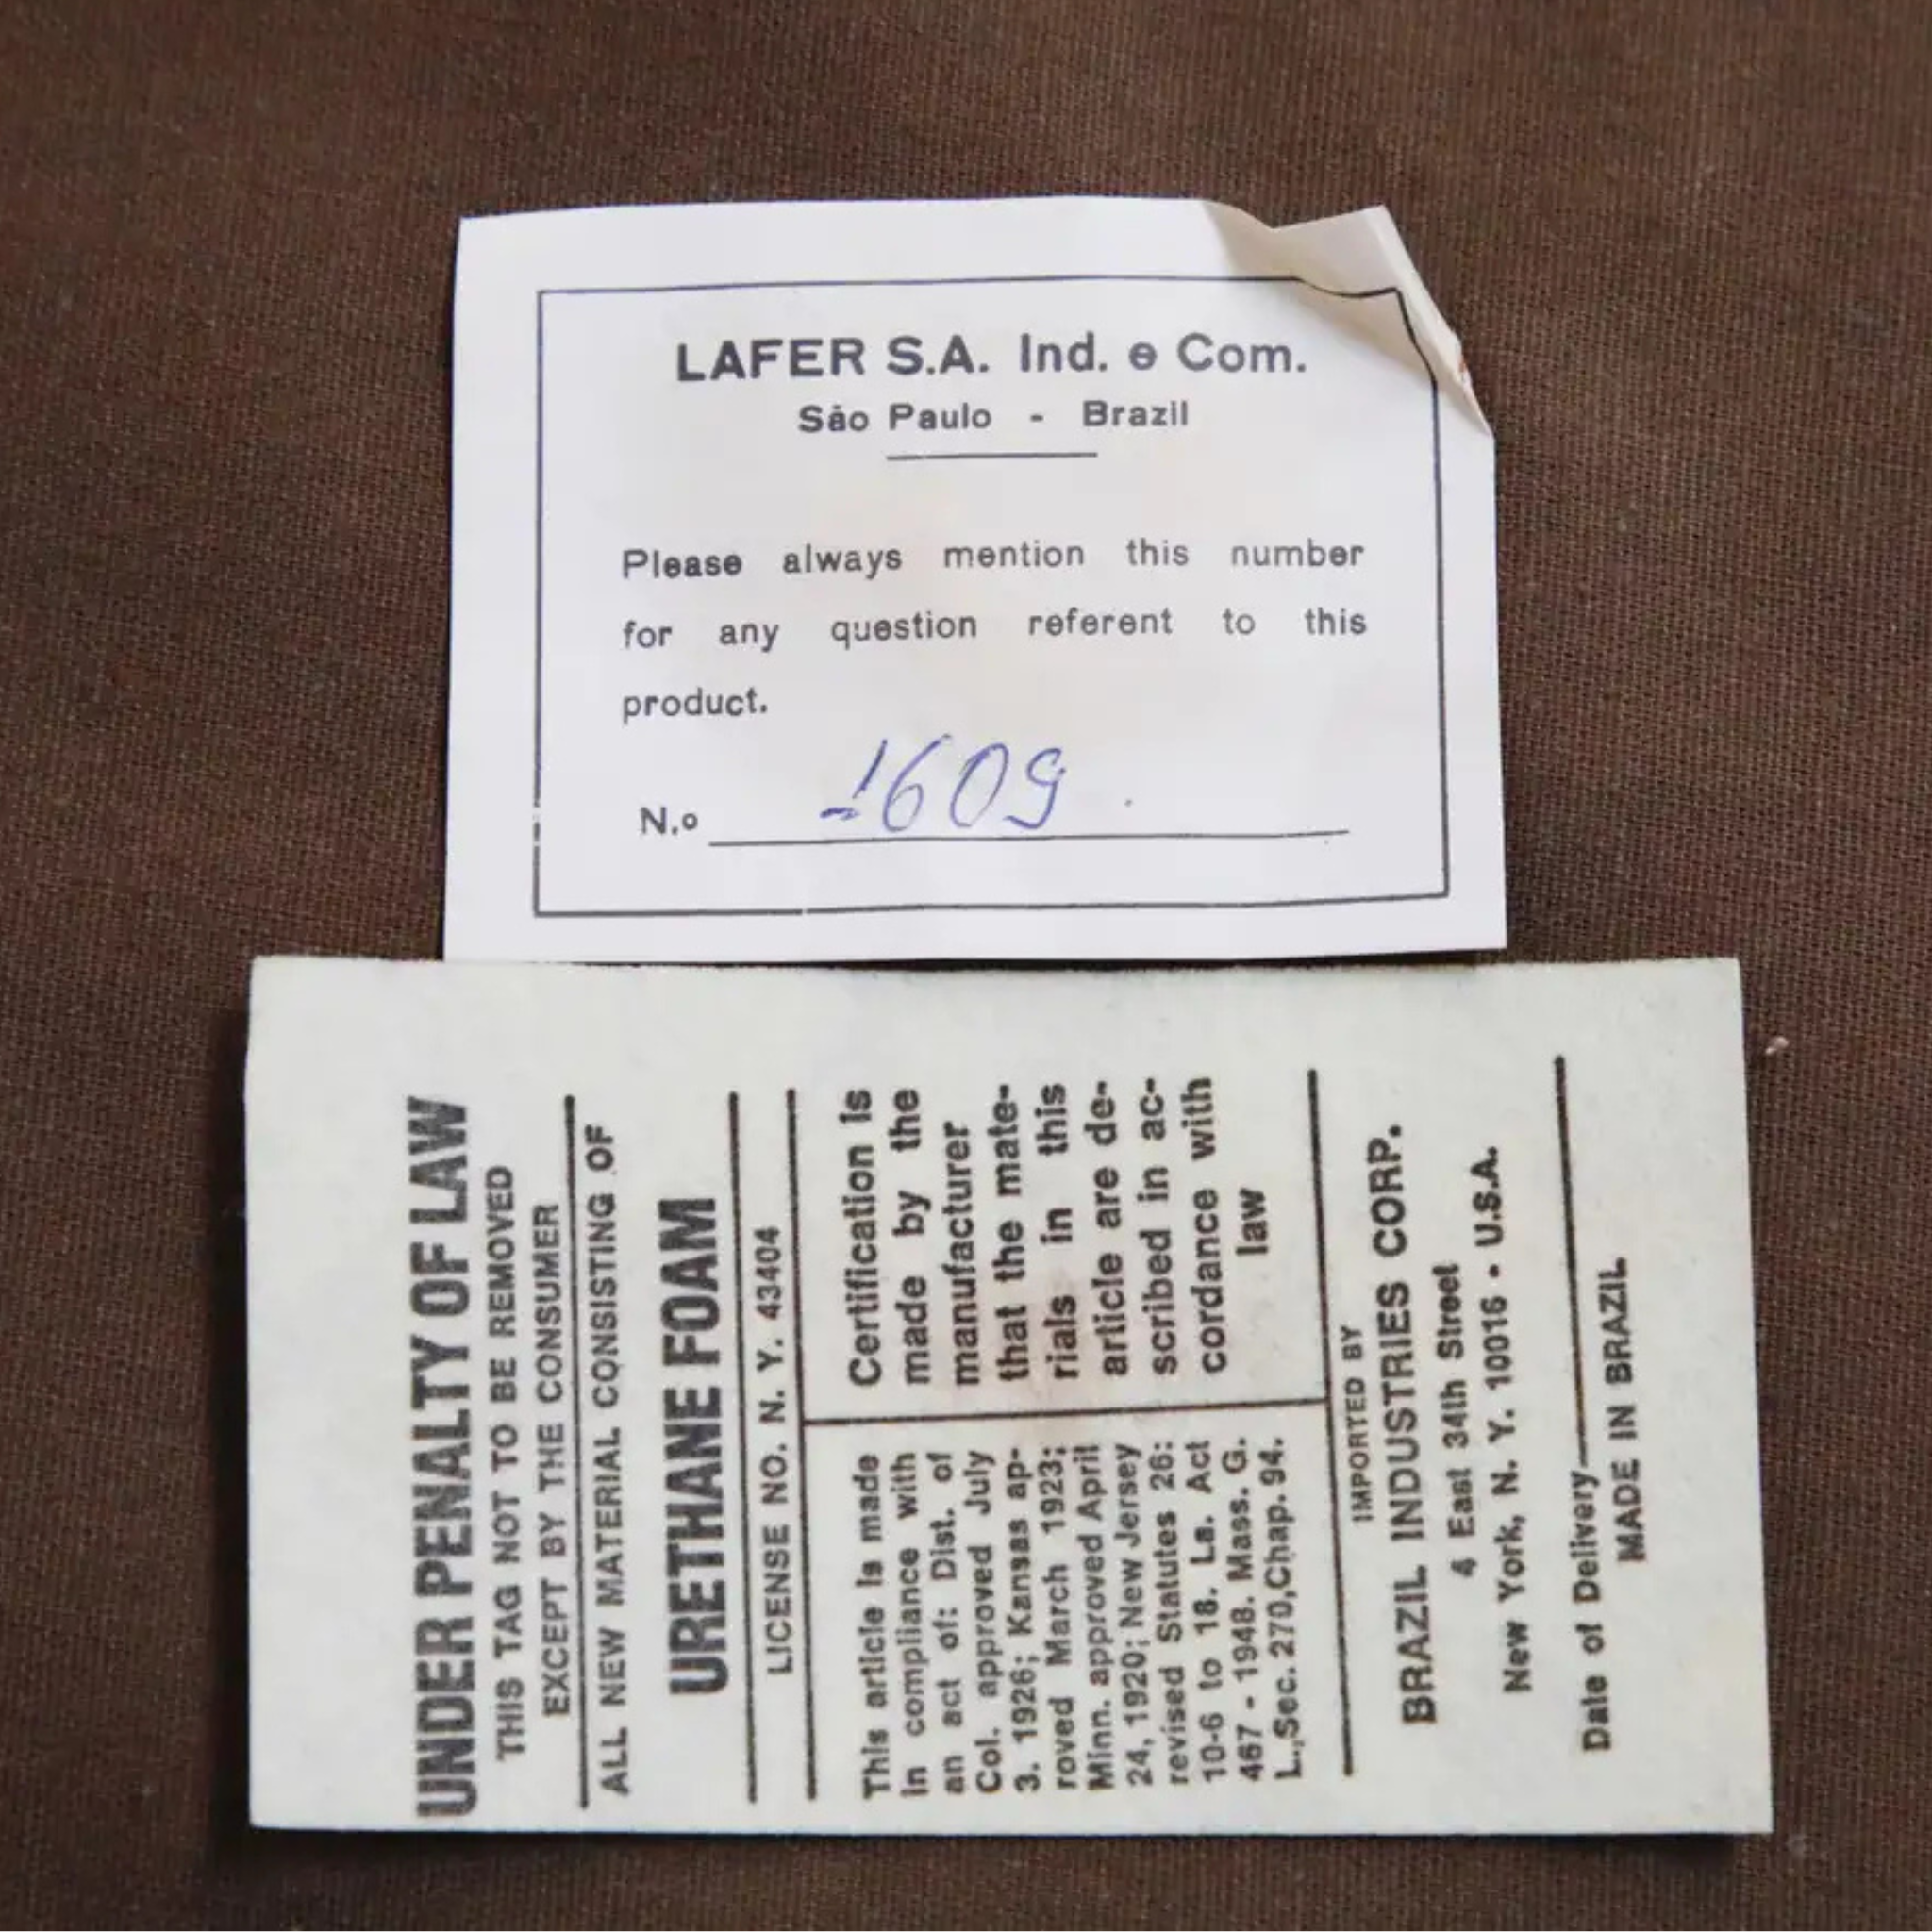 LAFER S.A. Ind. e Com.
São Paulo - Brazil
Please always mention this number
for any question referent to this
product.
N.o 1609
UNDER PENALTY OF LAW
THIS TAG NOT TO BE REMOVED
EXCEPT BY THE CONSUMER
ALL NEW MATERIAL CONSISTING OF
URETHANE FOAM
LICENSE NO. N. Y. 43404
This article is made
in compliance with
an act of: Dist. of
Col. approved July
3. 1926; Kansas ap-
roved March 1923;
Minn. approved April
24, 1920; New Jersey
revised Statutes 26:
10-6 to 18. La. Act
467 - 1948. Mass. G.
L.,Sec. 270,Chap. 94.
Certification is
made by the
manufacturer
that the mate-
rials in this
article are de-
scribed in ac-
cordance with
law
IMPORTED BY
BRAZIL INDUSTRIES CORP.
4 East 34th Street
New York, N. Y. 10016 - U.S.A.
Date of Delivery
MADE IN BRAZIL